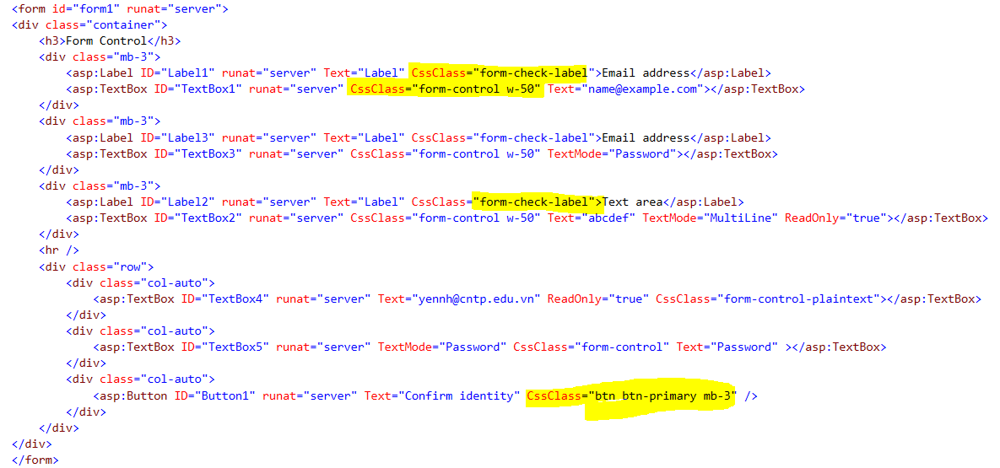 <form id="form1" runat="server">
<div class="container">
<h3>Form Control</h3>
<div class="mb-3">
<asp:Label ID="Label1" runat="server" Text="Label" CssClass="form-check-label">Email address</asp:Label>
<asp:TextBox ID="TextBox1" runat="server" CssClass="form-control w-50" Text="name@example.com"></asp:TextBox>
</div>
<div class="mb-3">
<asp:Label ID="Label3" runat="server" Text="Label" CssClass="form-check-label">Email address</asp:Label>
<asp:TextBox ID="TextBox3" runat="server" CssClass="form-control w-50" TextMode="Password"></asp:TextBox>
</div>
<div class="mb-3">
<asp:Label ID="Label2" runat="server" Text="Label" CssClass="form-check-label">Text area</asp:Label>
<asp:TextBox ID="TextBox2" runat="server" CssClass="form-control w-50" Text="abcdef" TextMode="MultiLine" ReadOnly="true"></asp:TextBox>
</div>
<hr />
<div class="row">
<div class="col-auto">
<asp:TextBox ID="TextBox4" runat="server" Text="yennh@cntp.edu.vn" ReadOnly="true" CssClass="form-control-plaintext"></asp:TextBox>
</div>
<div class="col-auto">
<asp:TextBox ID="TextBox5" runat="server" TextMode="Password" CssClass="form-control" Text="Password" ></asp:TextBox>
</div>
<div class="col-auto">
<asp:Button ID="Button1" runat="server" Text="Confirm identity" CssClass="btn btn-primary mb-3" />
</div>
</div>
</div>
</form>